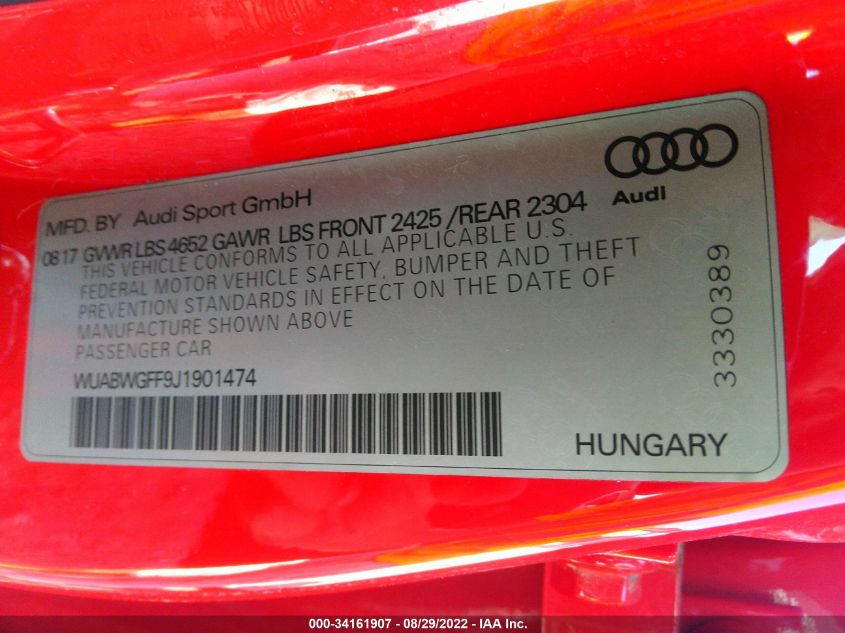 MFD. BY Audi Sport GmbH
Audi
0817 GVWR LBS 4652 GAWR LBS FRONT 2425 /REAR 2304
THIS VEHICLE CONFORMS TO ALL APPLICABLE U.S.
FEDERAL MOTOR VEHICLE SAFETY, BUMPER AND THEFT
PREVENTION STANDARDS IN EFFECT ON THE DATE OF
MANUFACTURE SHOWN ABOVE
PASSENGER CAR
WUABWGFF9J1901474
HUNGARY
3330389
000-34161907 - 08/29/2022 - IAA Inc.